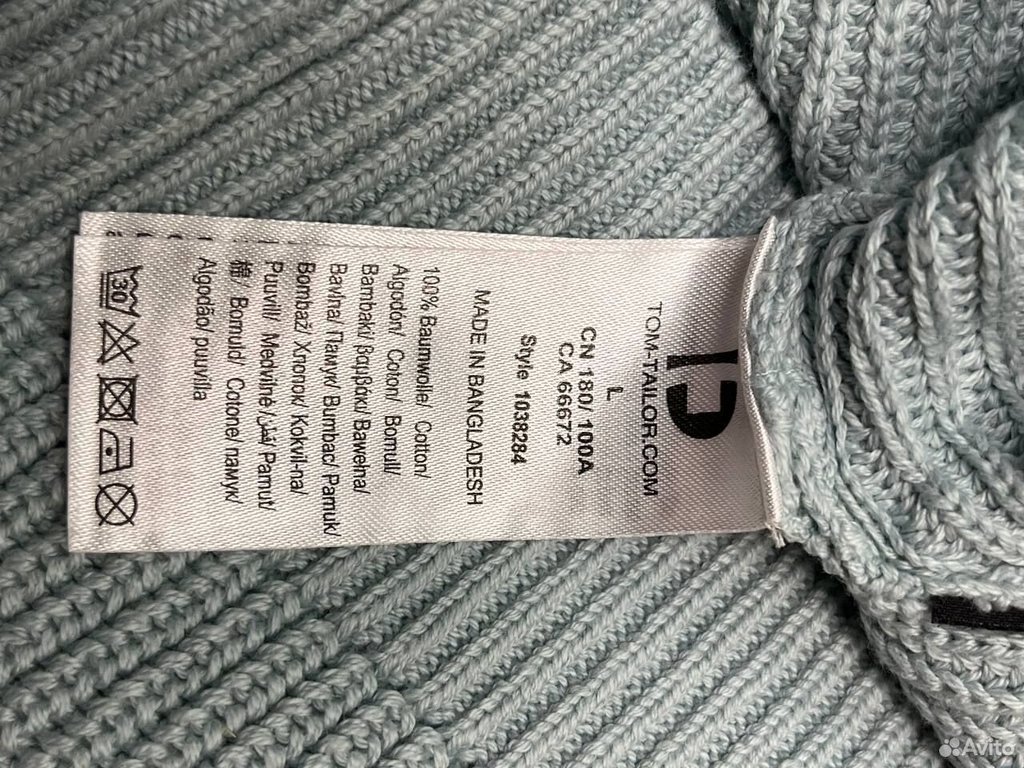 TOM-TAILOR.COM
L
CN 180/ 100A
CA 66672
Style 1038284
MADE IN BANGLADESH
100% Baumwolle/ Cotton/
Algodón/ Coton/ Bomull/
Bambaki/ Βαμβάκι/ Bawełna/
Bavlna/ Памук/ Bumbac/ Pamuk/
Bombaž/ Хлопок/ Kokvilna/
Puuvill/ Medvilnė/ قطن/ Pamut/
棉/ Bomuld/ Cotone/ памук/
Algodão/ puuvilla
30
Avito